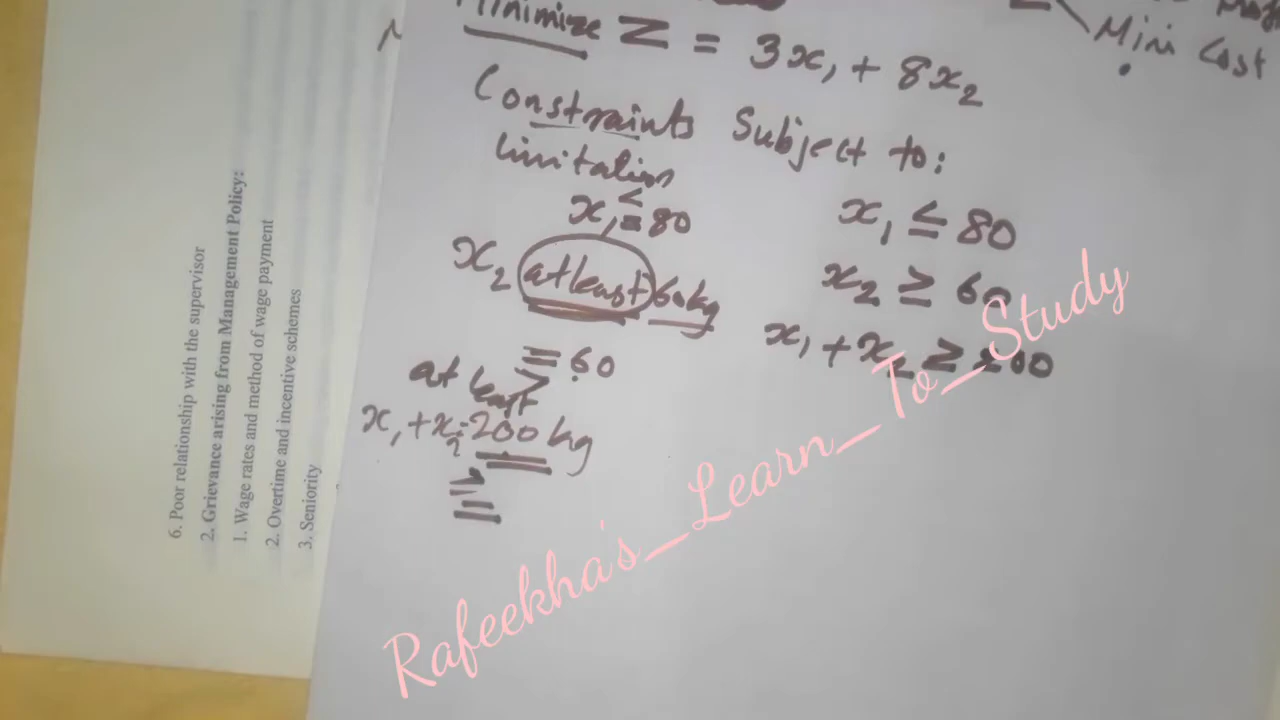 6. Poor relationship with the supervisor
2. Grievance arising from Management Policy:
1. Wage rates and method of wage payment
2. Overtime and incentive schemes
3. Seniority
Mini Cost
Minimize Z = 3x₁ + 8x₂
Constraints Subject to:
limitation
x₁ ≤ = 80
x₂ at least 60kg
≥ 60
at least
x₁ + x₂ = 200 kg
x₁ ≤ 80
x₂ ≥ 60
x₁ + x₂ ≥ 200
Rafeekha's_Learn_To_Study